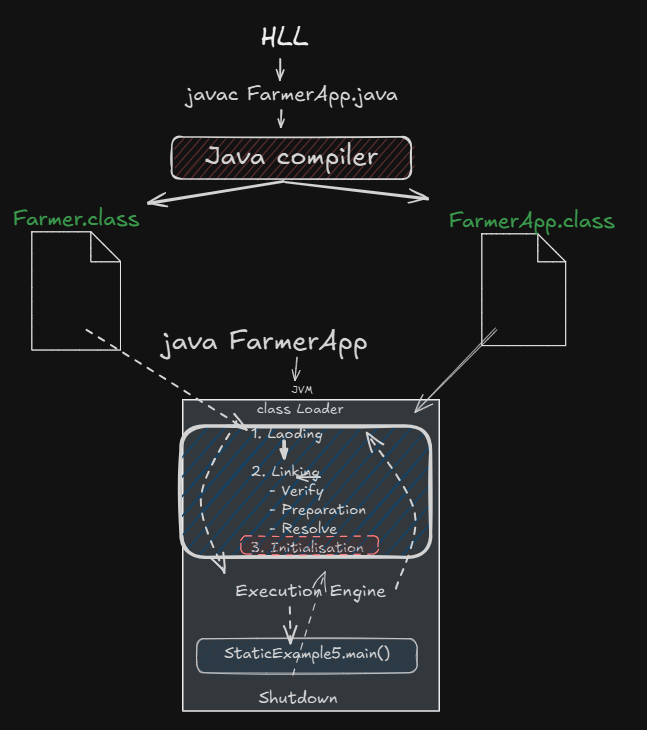 HLL
javac FarmerApp.java
Java compiler
Farmer.class
FarmerApp.class
java FarmerApp
JVM
class Loader
1. Laoding
2. Linking
- Verify
- Preparation
- Resolve
3. Initialisation
Execution Engine
StaticExample5.main()
Shutdown